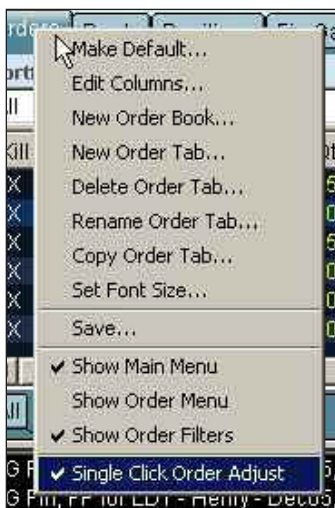 Make Default...
Edit Columns...
New Order Book...
New Order Tab...
Delete Order Tab...
Rename Order Tab...
Copy Order Tab...
Set Font Size...
Save...
Show Main Menu
Show Order Menu
Show Order Filters
Single Click Order Adjust
Kill
X
X
X
X
X
X